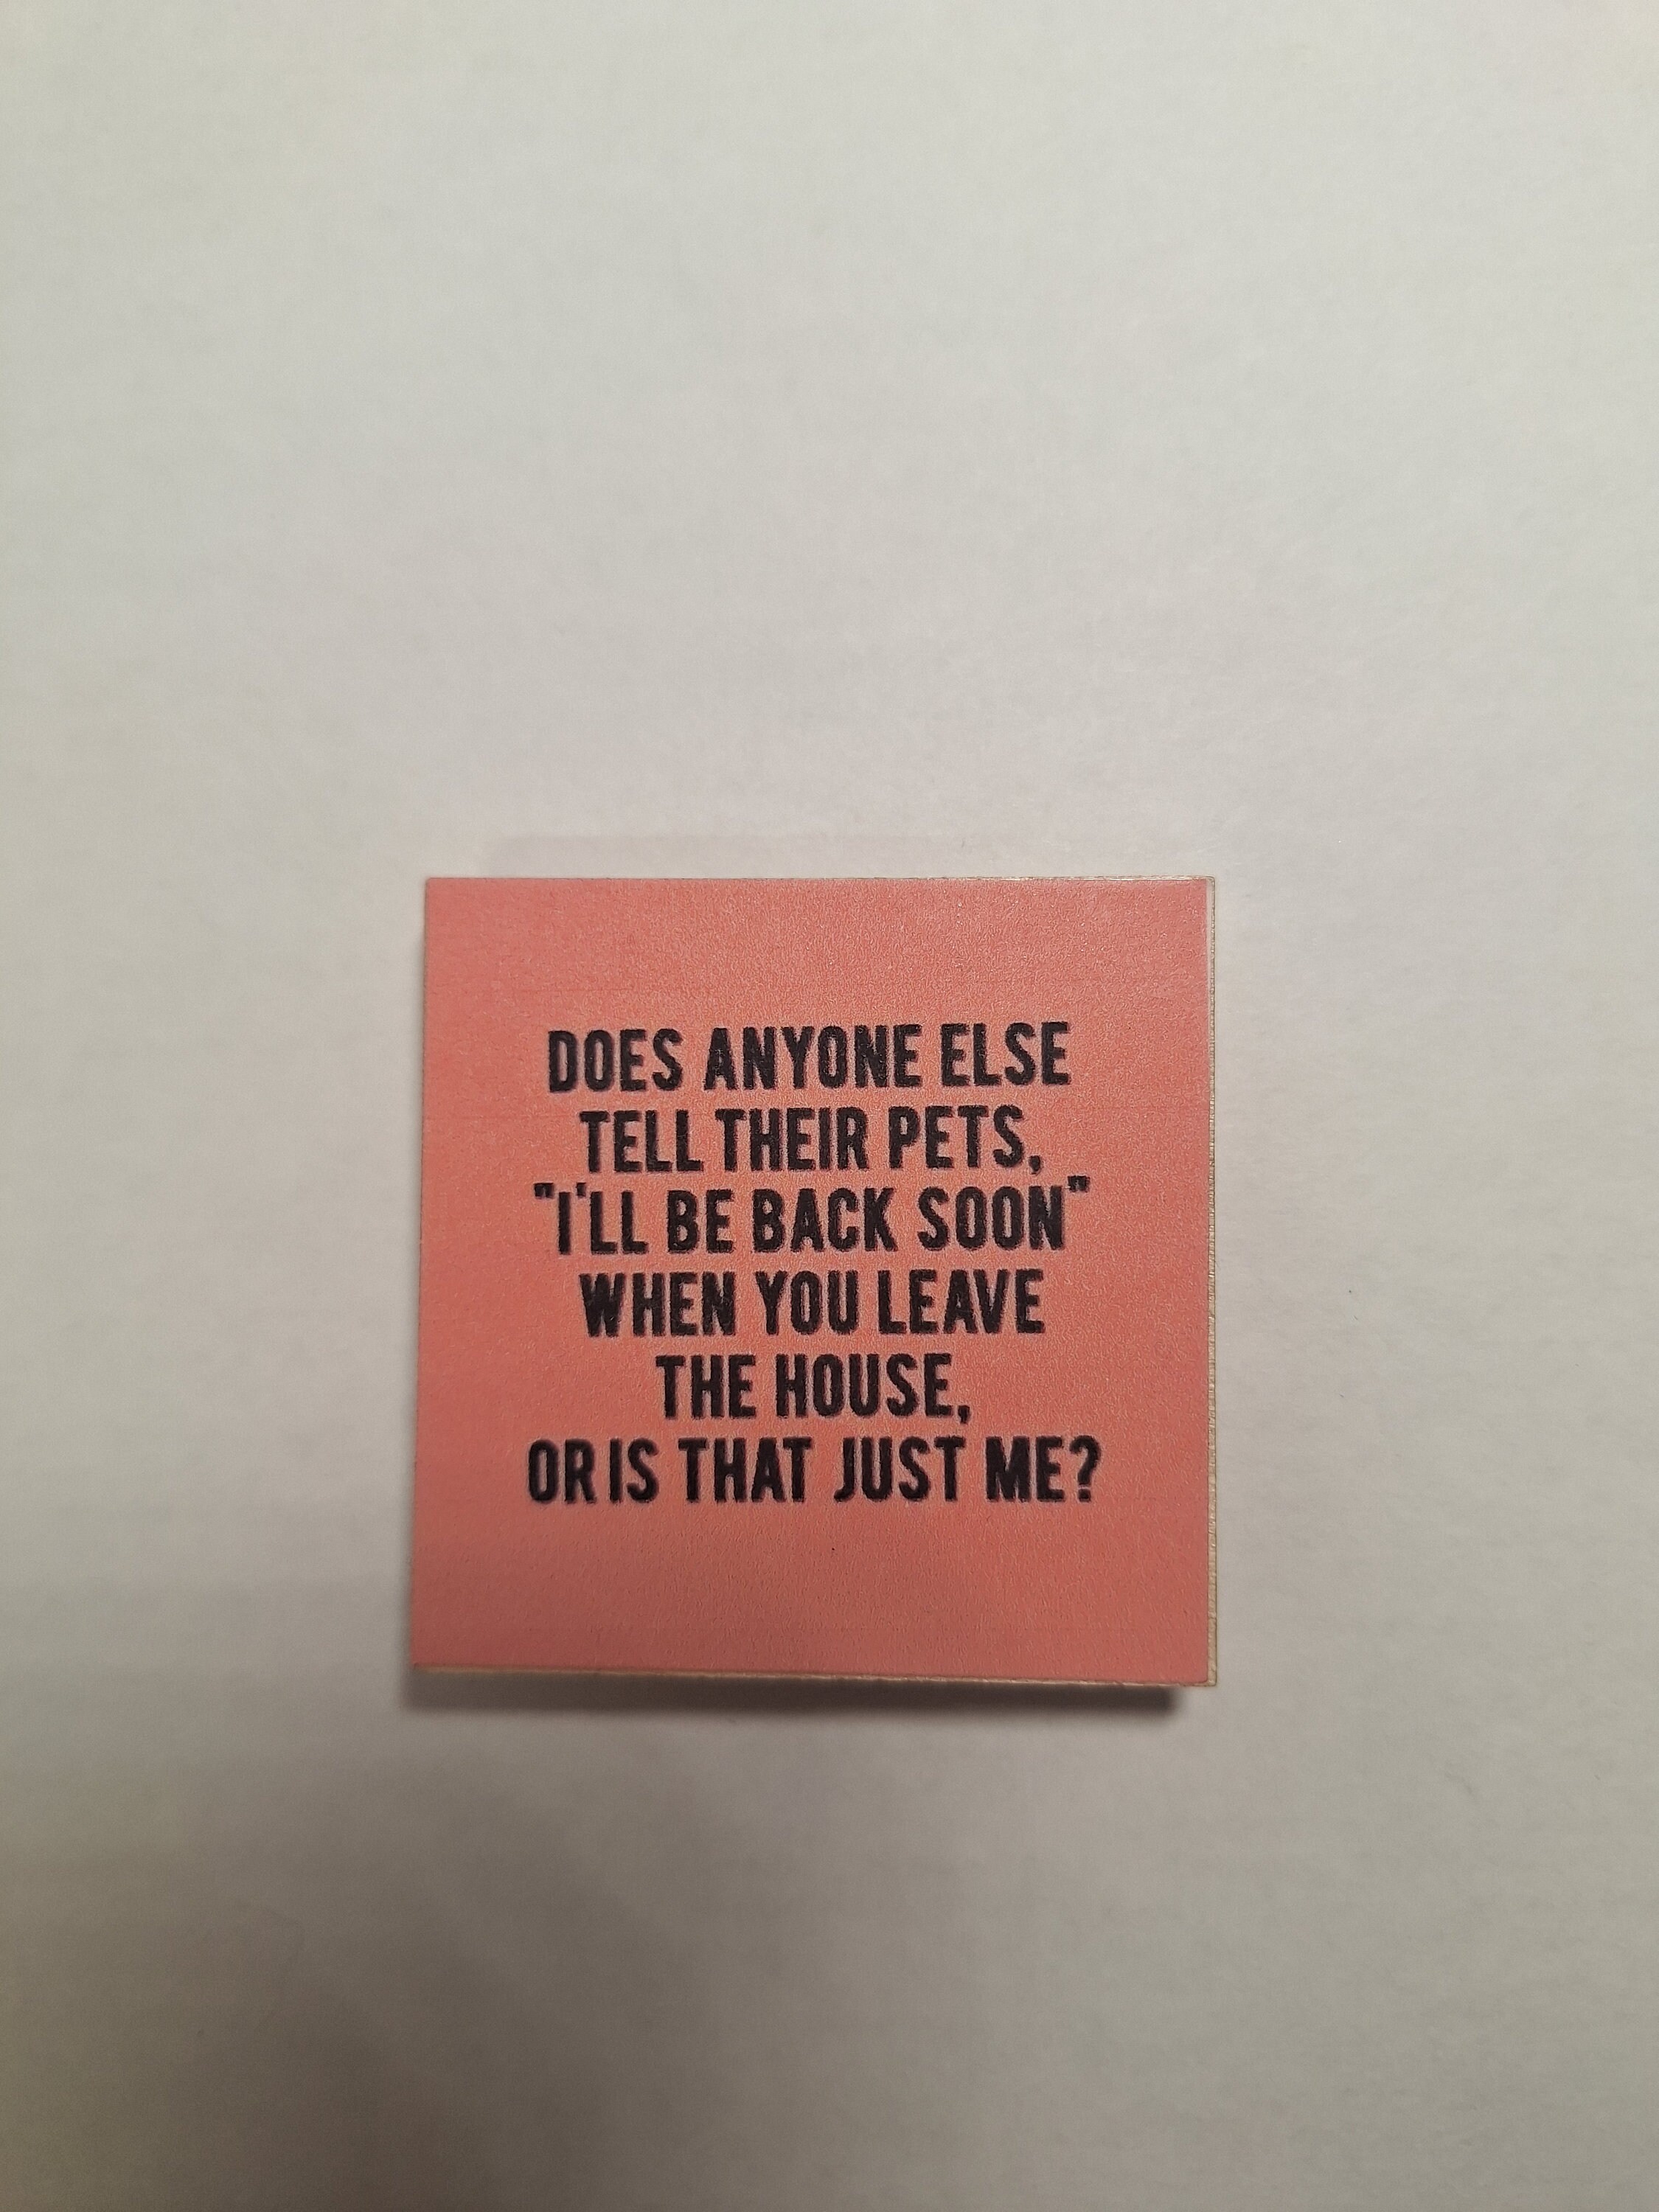 DOES ANYONE ELSE
TELL THEIR PETS,
"I'LL BE BACK SOON"
WHEN YOU LEAVE
THE HOUSE,
OR IS THAT JUST ME?